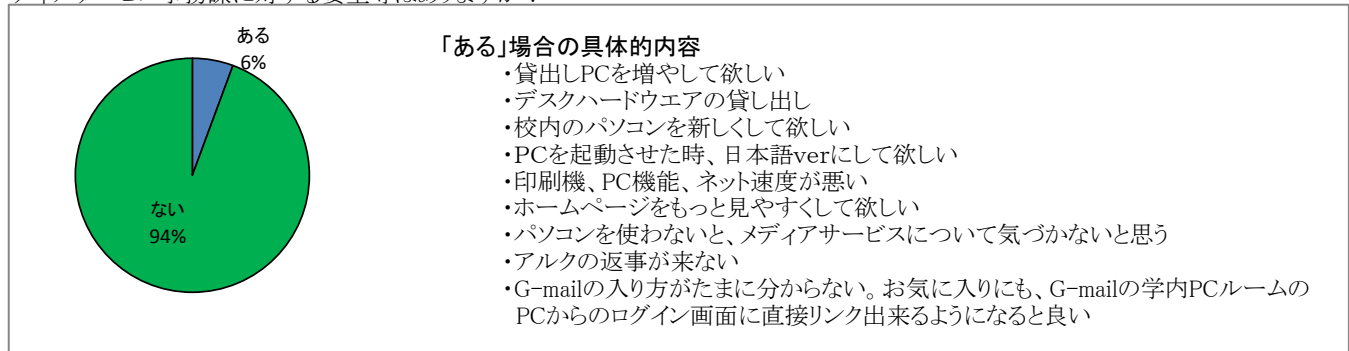 ある
6%
ない
94%
「ある」場合の具体的内容
・貸出しPCを増やして欲しい
・デスクハードウエアの貸し出し
・校内のパソコンを新しくして欲しい
・PCを起動させた時、日本語verにして欲しい
・印刷機、PC機能、ネット速度が悪い
・ホームページをもっと見やすくして欲しい
・パソコンを使わないと、メディアサービスについて気づかないと思う
・アルクの返事が来ない
・G-mailの入り方がたまに分からない。お気に入りにも、G-mailの学内PCルームの
PCからのログイン画面に直接リンク出来るようになると良い